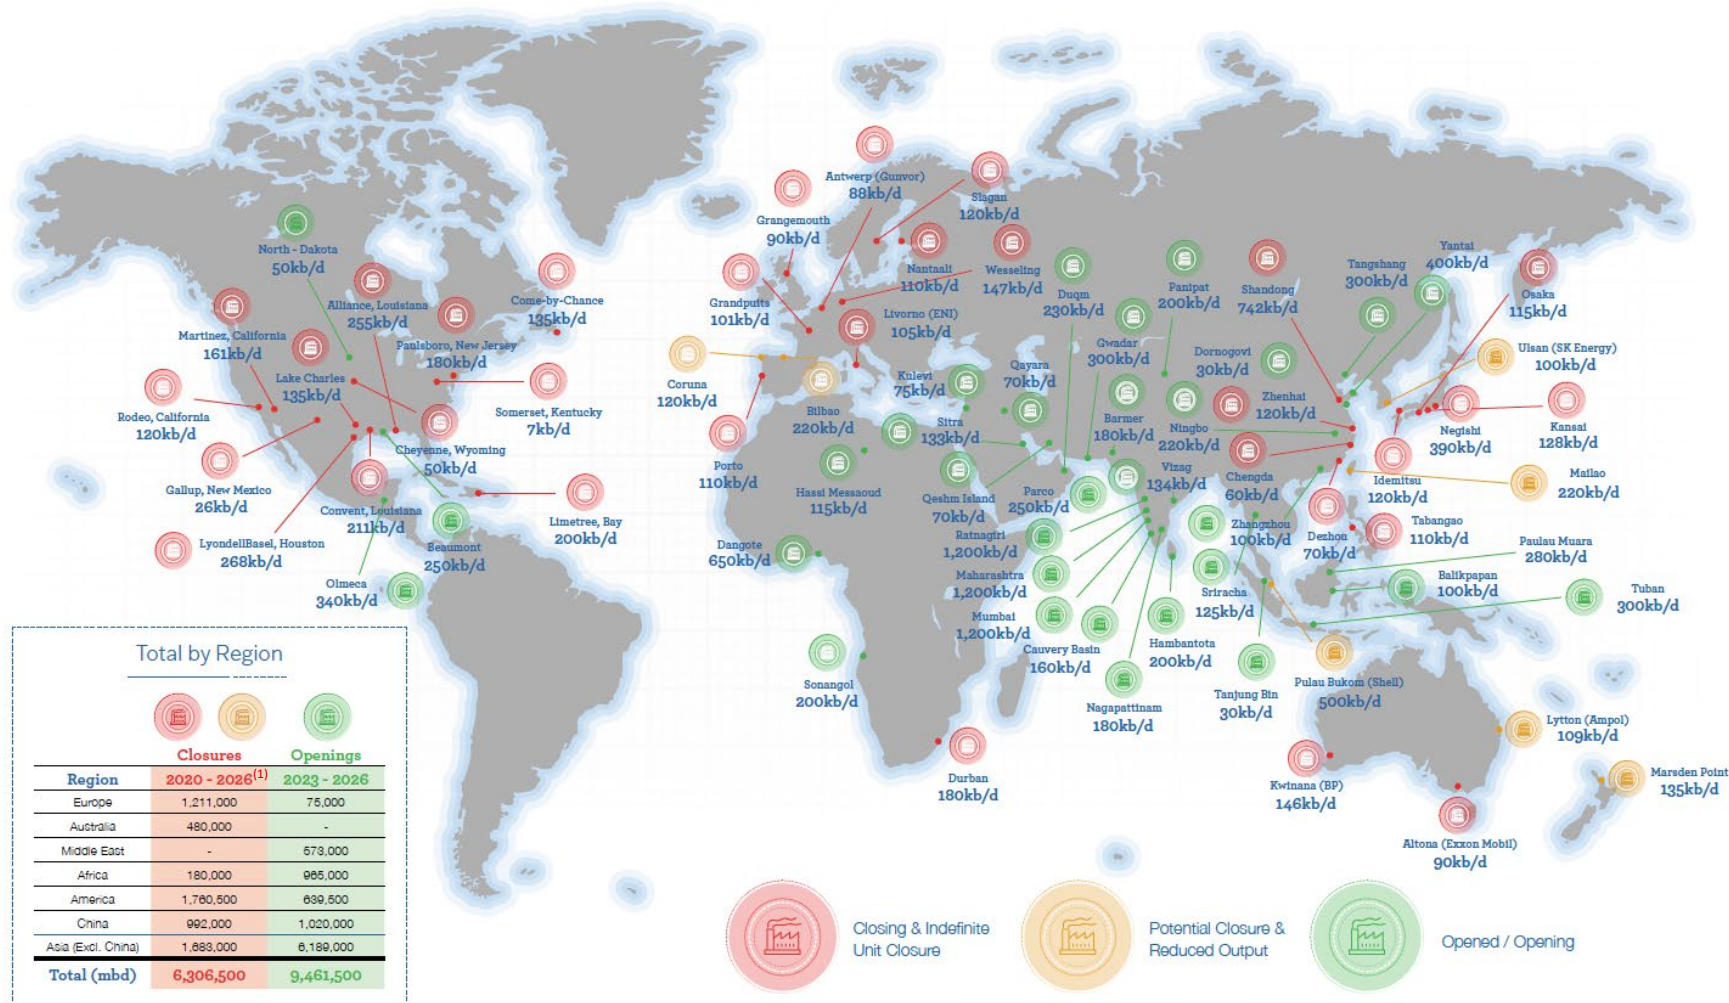 North - Dakota
50kb/d
Martinez, California
161kb/d
Alliance, Louisiana
255kb/d
Paulsboro, New Jersey
180kb/d
Come-by-Chance
135kb/d
Lake Charles
135kb/d
Rodeo, California
120kb/d
Somerset, Kentucky
7kb/d
Cheyenne, Wyoming
50kb/d
Gallup, New Mexico
26kb/d
Convent, Louisiana
211kb/d
LyondellBasel, Houston
268kb/d
Limetree, Bay
200kb/d
Beaumont
250kb/d
Olmeca
340kb/d
Antwerp (Gunvor)
88kb/d
Slagan
120kb/d
Grangemouth
90kb/d
Nantnali
110kb/d
Wesseling
147kb/d
Grandpuits
101kb/d
Livorno (ENI)
105kb/d
Coruna
120kb/d
Bilbao
220kb/d
Porto
110kb/d
Kulevi
75kb/d
Hassi Messaoud
115kb/d
Dangote
650kb/d
Sonangol
200kb/d
Durban
180kb/d
Duqm
230kb/d
Panipat
200kb/d
Gwadar
300kb/d
Qayara
70kb/d
Sitra
133kb/d
Barmer
180kb/d
Qeshm Island
70kb/d
Parco
250kb/d
Vizag
134kb/d
Ratnagiri
1,200kb/d
Maharashtra
1,200kb/d
Mumbai
1,200kb/d
Cauvery Basin
160kb/d
Nagapattinam
180kb/d
Hambantota
200kb/d
Shandong
742kb/d
Tangshang
300kb/d
Yantai
400kb/d
Osaka
115kb/d
Dornogovi
30kb/d
Ulsan (SK Energy)
100kb/d
Zhenhai
120kb/d
Ningbo
220kb/d
Negishi
390kb/d
Kansai
128kb/d
Chengda
60kb/d
Idemitsu
120kb/d
Mailao
220kb/d
Zhangzhou
100kb/d
Dezhou
70kb/d
Tabangao
110kb/d
Paulau Muara
280kb/d
Sriracha
125kb/d
Balikpapan
100kb/d
Tuban
300kb/d
Tanjung Bin
30kb/d
Pulau Bukom (Shell)
500kb/d
Lytton (Ampol)
109kb/d
Kwinana (BP)
146kb/d
Marsden Point
135kb/d
Altona (Exxon Mobil)
90kb/d
Total by Region
Closures Openings
Region 2020 - 2026(1) 2023 - 2026
Europe 1,211,000 75,000
Australia 480,000 -
Middle East - 573,000
Africa 180,000 965,000
America 1,760,500 639,500
China 992,000 1,020,000
Asia (Excl. China) 1,683,000 6,189,000
Total (mbd) 6,306,500 9,461,500
Closing & Indefinite
Unit Closure
Potential Closure &
Reduced Output
Opened / Opening